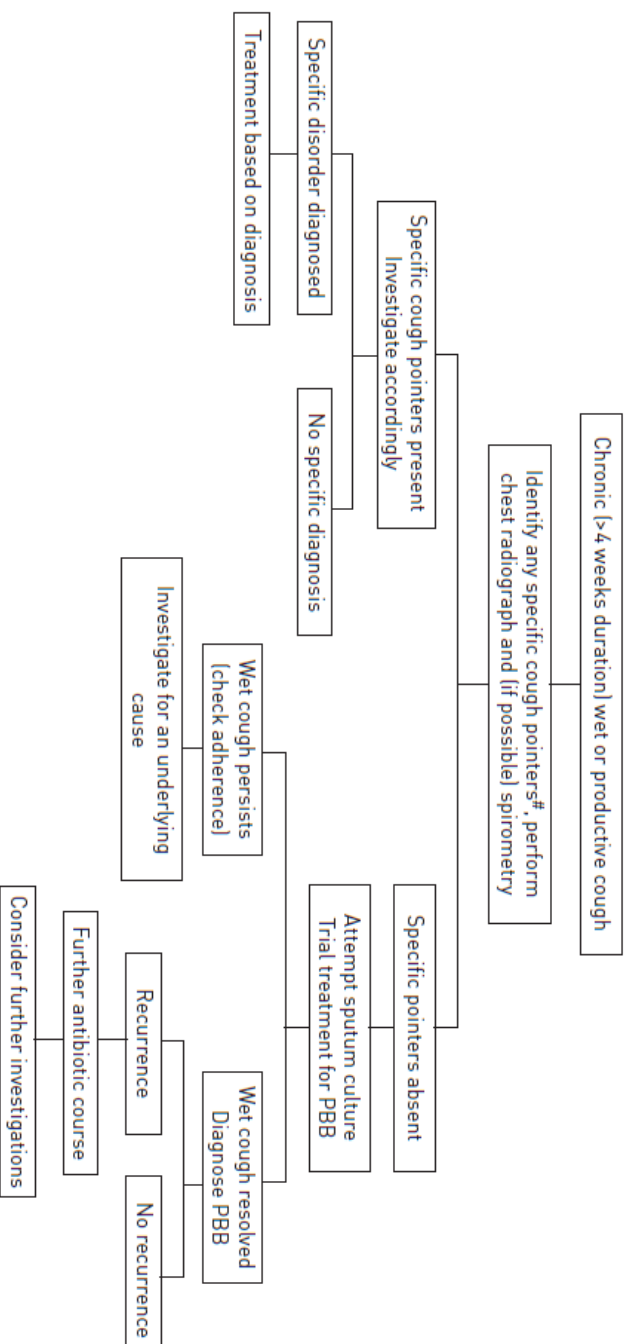 Chronic (>4 weeks duration) wet or productive cough
Identify any specific cough pointers#, perform
chest radiograph and (if possible) spirometry
Specific cough pointers present
Investigate accordingly
Specific disorder diagnosed
Treatment based on diagnosis
No specific diagnosis
Specific pointers absent
Attempt sputum culture
Trial treatment for PBB
Wet cough persists
(check adherence)
Investigate for an underlying
cause
Wet cough resolved
Diagnose PBB
Recurrence
Further antibiotic course
Consider further investigations
No recurrence